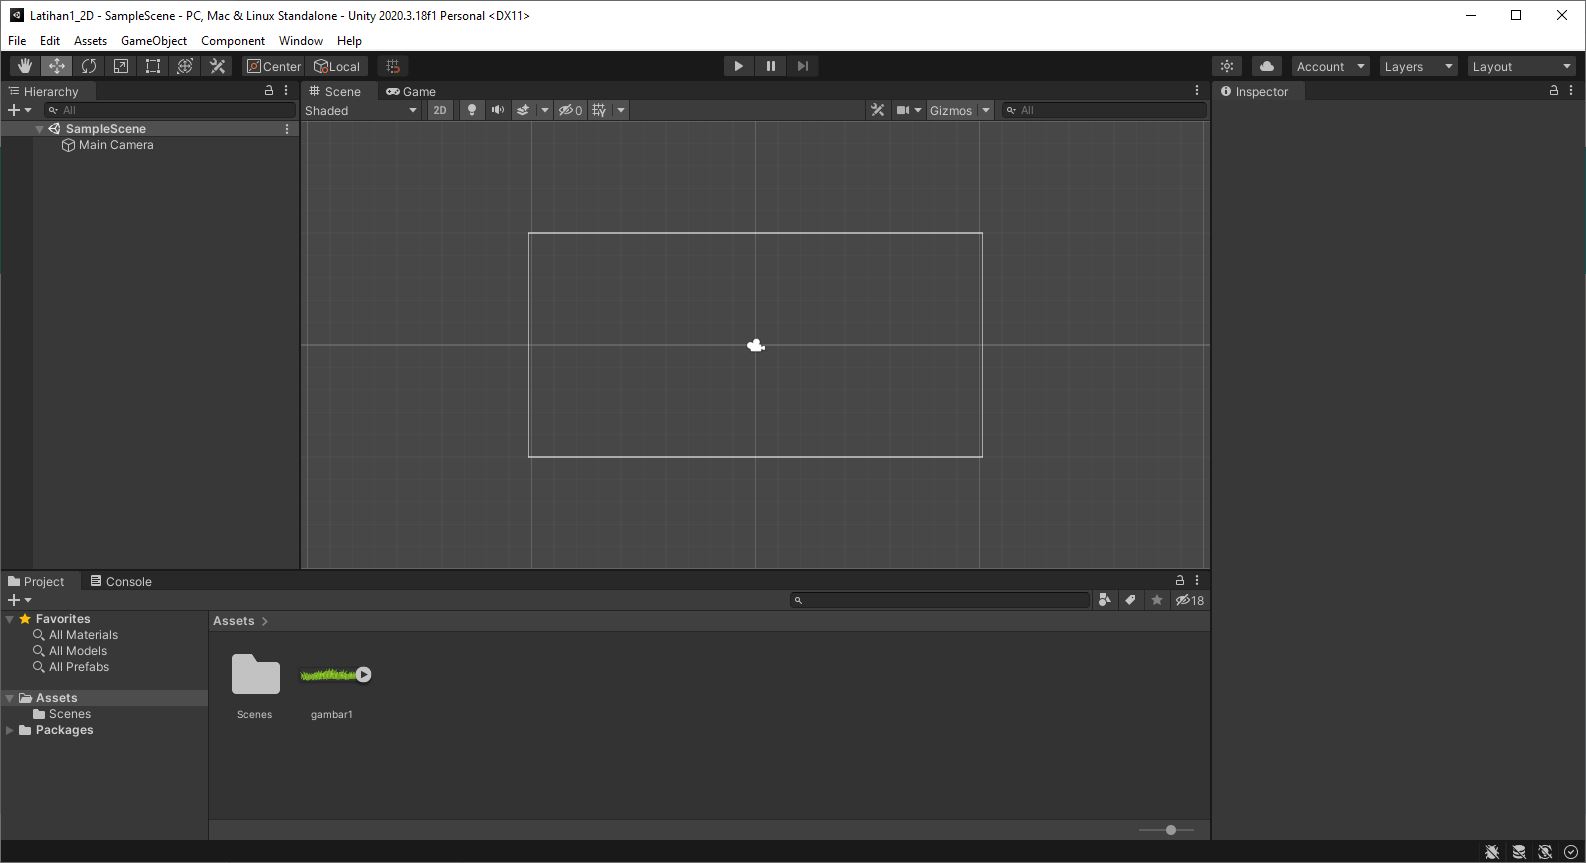 Latihan1_2D - SampleScene - PC, Mac & Linux Standalone - Unity 2020.3.18f1 Personal <DX11>
File Edit Assets GameObject Component Window Help
Center Local Account Layers Layout
Hierarchy Scene Game Inspector
All Shaded 2D 0 Gizmos All
SampleScene
Main Camera
Project Console
18
Favorites
All Materials
All Models
All Prefabs
Assets
Scenes
Packages
Assets
Scenes gambar1